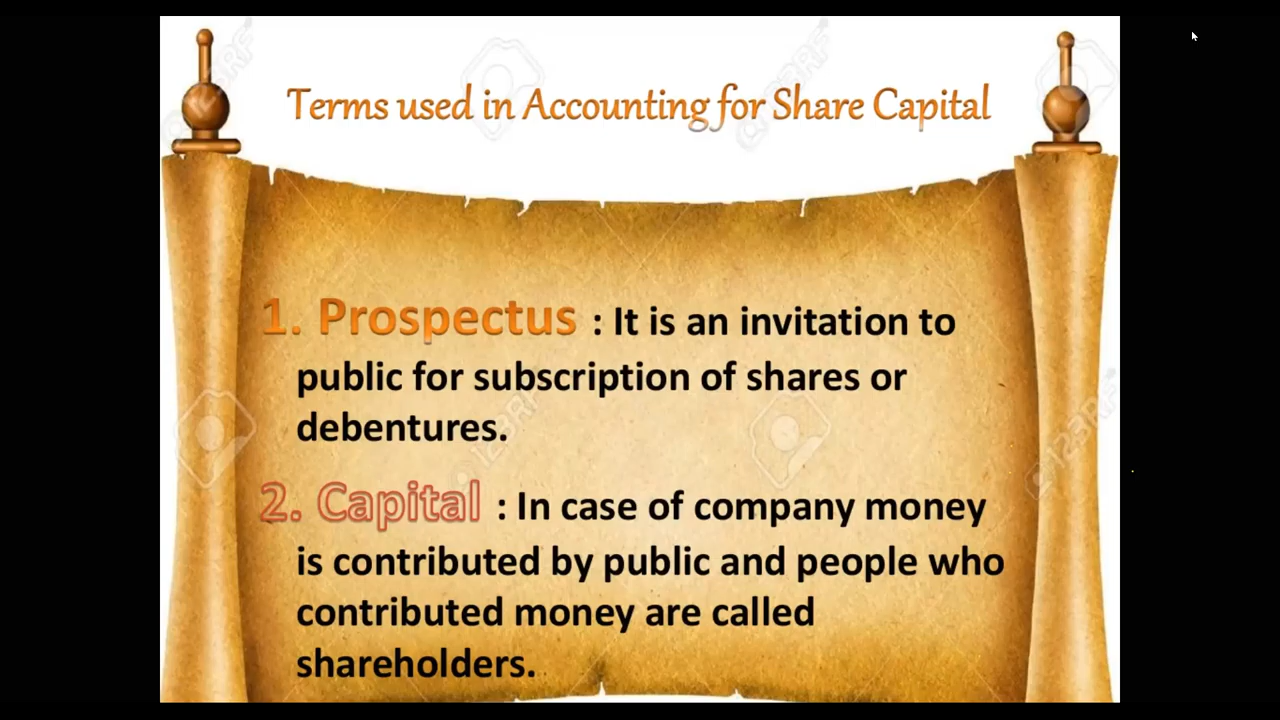 Terms used in Accounting for Share Capital
1. Prospectus : It is an invitation to
public for subscription of shares or
debentures.
2. Capital : In case of company money
is contributed by public and people who
contributed money are called
shareholders.